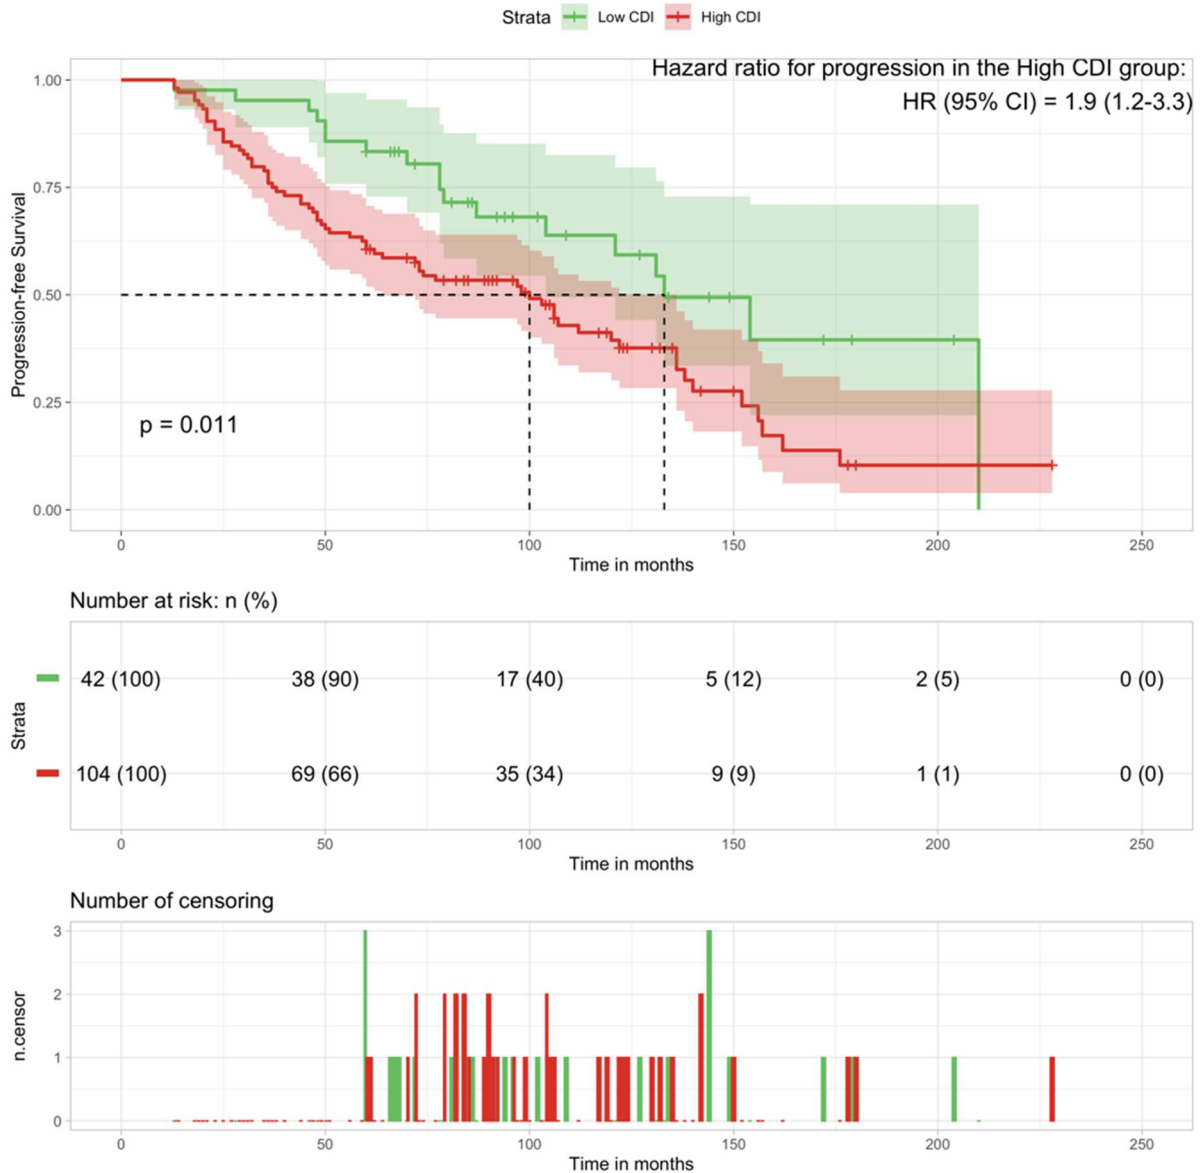 Strata Low CDI High CDI
Hazard ratio for progression in the High CDI group:
HR (95% CI) = 1.9 (1.2-3.3)
Progression-free Survival
1.00
0.75
0.50
0.25
0.00
p = 0.011
0 50 100 150 200 250
Time in months
Number at risk: n (%)
Strata
42 (100) 38 (90) 17 (40) 5 (12) 2 (5) 0 (0)
104 (100) 69 (66) 35 (34) 9 (9) 1 (1) 0 (0)
0 50 100 150 200 250
Time in months
Number of censoring
n.censor
3
2
1
0
0 50 100 150 200 250
Time in months